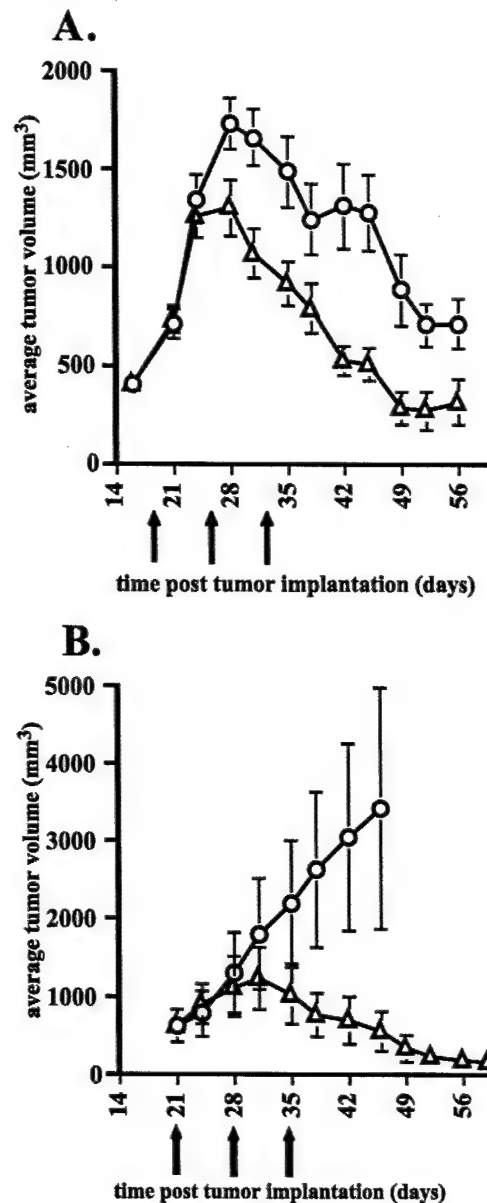 A.
average tumor volume (mm³)
2000
1500
1000
500
0
14 21 28 35 42 49 56
time post tumor implantation (days)
B.
average tumor volume (mm³)
5000
4000
3000
2000
1000
0
14 21 28 35 42 49 56
time post tumor implantation (days)